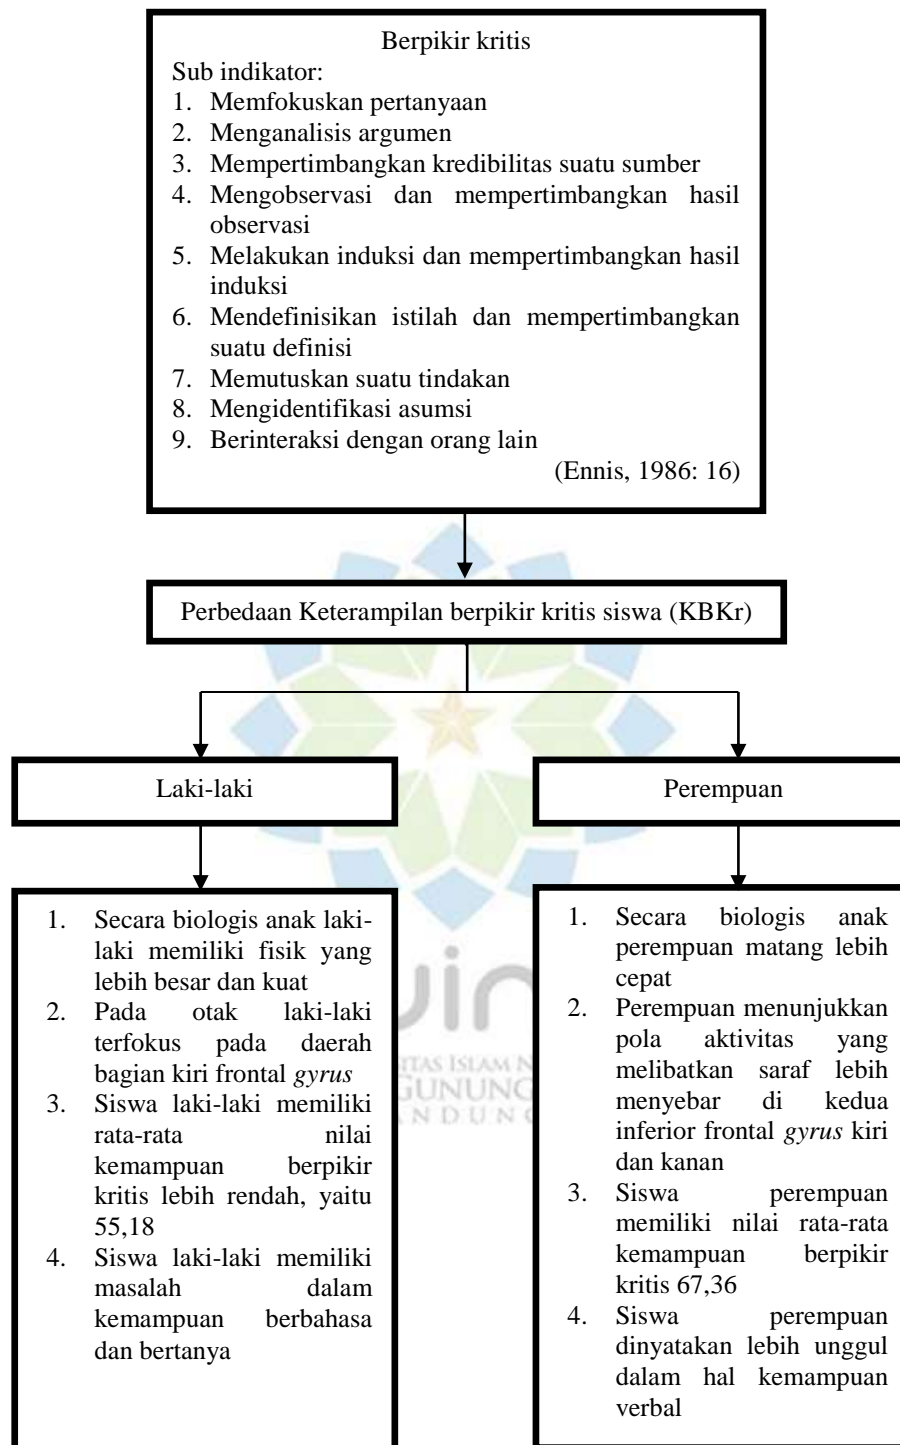 Berpikir kritis
Sub indikator:
1. Memfokuskan pertanyaan
2. Menganalisis argumen
3. Mempertimbangkan kredibilitas suatu sumber
4. Mengobservasi dan mempertimbangkan hasil
observasi
5. Melakukan induksi dan mempertimbangkan hasil
induksi
6. Mendefinisikan istilah dan mempertimbangkan
suatu definisi
7. Memutuskan suatu tindakan
8. Mengidentifikasi asumsi
9. Berinteraksi dengan orang lain
(Ennis, 1986: 16)
Perbedaan Keterampilan berpikir kritis siswa (KBKr)
Laki-laki
Perempuan
1. Secara biologis anak laki-
laki memiliki fisik yang
lebih besar dan kuat
2. Pada otak laki-laki
terfokus pada daerah
bagian kiri frontal gyrus
3. Siswa laki-laki memiliki
rata-rata nilai
kemampuan berpikir
kritis lebih rendah, yaitu
55,18
4. Siswa laki-laki memiliki
masalah dalam
kemampuan berbahasa
dan bertanya
1. Secara biologis anak
perempuan matang lebih
cepat
2. Perempuan menunjukkan
pola aktivitas yang
melibatkan saraf lebih
menyebar di kedua
inferior frontal gyrus kiri
dan kanan
3. Siswa perempuan
memiliki nilai rata-rata
kemampuan berpikir
kritis 67,36
4. Siswa perempuan
dinyatakan lebih unggul
dalam hal kemampuan
verbal
ISLAM
GUNUNG